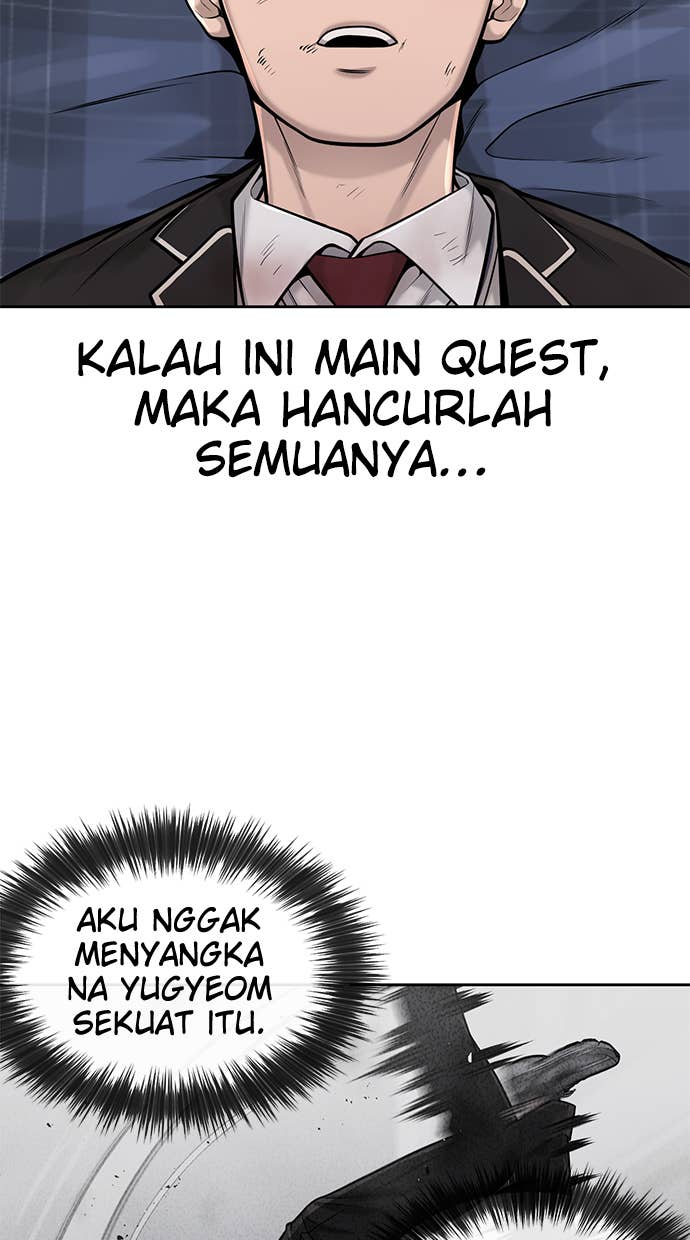 KALAU INI MAIN QUEST,
MAKA HANCURLAH
SEMUANYA...
AKU NGGAK
MENYANGKA
NA YUGYEOM
SEKUAT ITU.